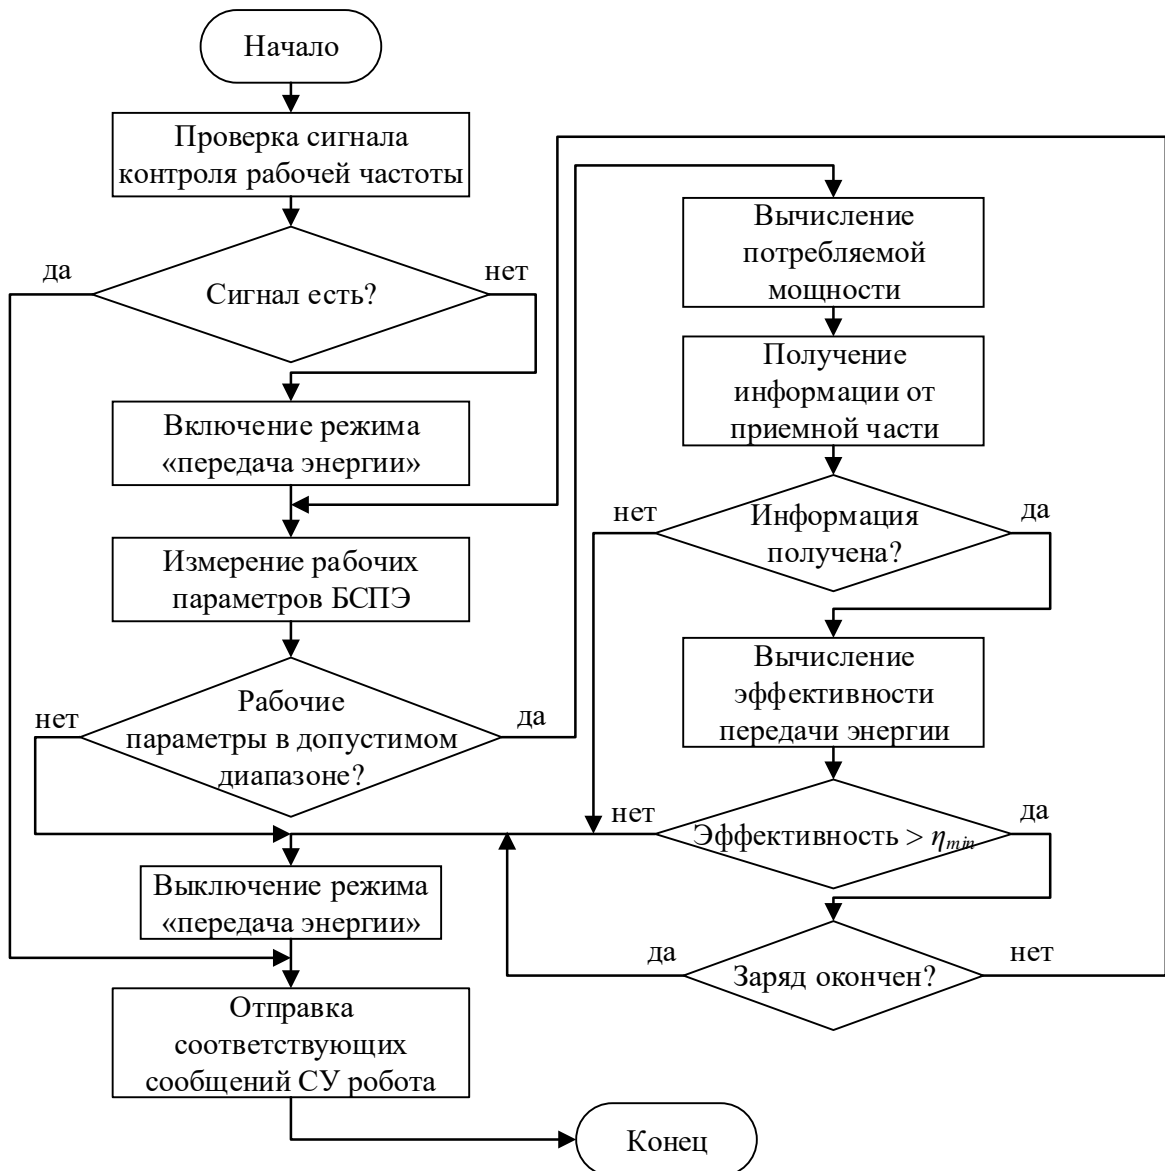 Начало
Проверка сигнала
контроля рабочей частоты
да
нет
Сигнал есть?
Включение режима
«передача энергии»
Измерение рабочих
параметров БСПЭ
нет
Рабочие
параметры в допустимом
диапазоне?
да
Выключение режима
«передача энергии»
Отправка
соответствующих
сообщений СУ робота
Вычисление
потребляемой
мощности
Получение
информации от
приемной части
нет
Информация
получена?
да
Вычисление
эффективности
передачи энергии
нет
Эффективность > ηmin
да
да
Заряд окончен?
нет
Конец